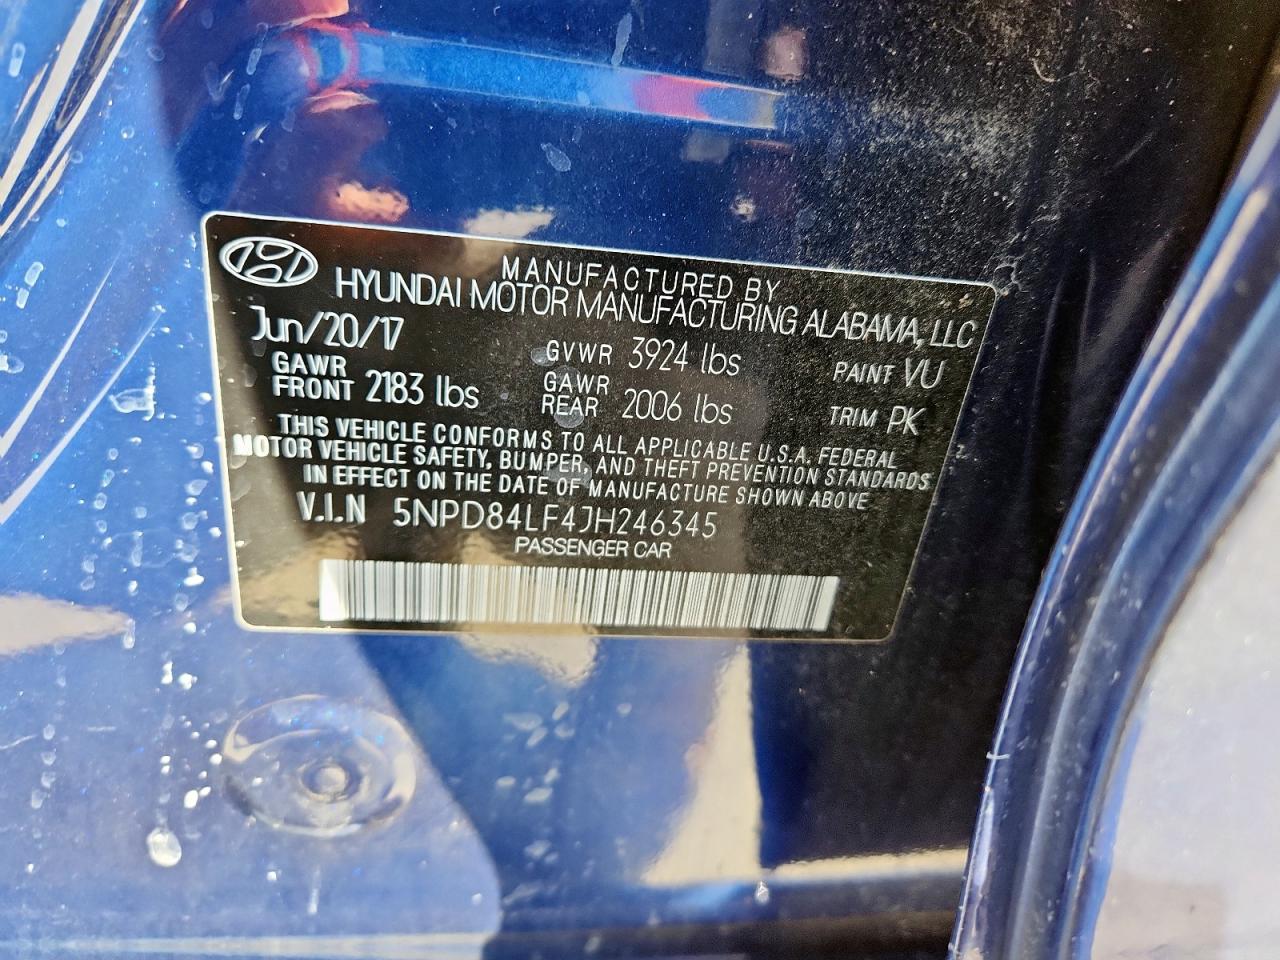 MANUFACTURED BY
HYUNDAI MOTOR MANUFACTURING ALABAMA, LLC
Jun/20/17 GVWR 3924 lbs PAINT VU
GAWR FRONT 2183 lbs GAWR REAR 2006 lbs TRIM PK
THIS VEHICLE CONFORMS TO ALL APPLICABLE U.S.A. FEDERAL
MOTOR VEHICLE SAFETY, BUMPER, AND THEFT PREVENTION STANDARDS
IN EFFECT ON THE DATE OF MANUFACTURE SHOWN ABOVE
V.I.N 5NPD84LF4JH246345
PASSENGER CAR